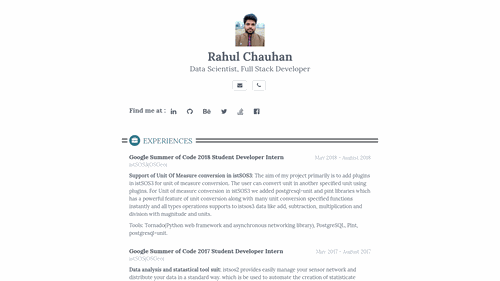 Rahul Chauhan
Data Scientist, Full Stack Developer
Find me at :
EXPERIENCES
Google Summer of Code 2018 Student Developer Intern
May 2018 - August 2018
istSOS(OSGeo)
Support of Unit Of Measure conversion in istSOS3: The aim of my project primarily is to add plugins
in istSOS3 for unit of measure conversion. The user can convert unit in another specified unit using
plugins. For Unit of measure conversion in istSOS3 we added postgresql-unit and pint libraries which
has a powerful feature of unit conversion along with many unit conversion specified functions
instantly and all types operations supports to istsos3 data like add, subtraction, multiplication and
division with magnitude and units.
Tools: Tornado(Python web framework and asynchronous networking library), PostgreSQL, Pint,
postgresql-unit.
Google Summer of Code 2017 Student Developer Intern
May 2017 - August 2017
istSOS(OSGeo)
Data analysis and statastical tool suit: istsos2 provides easily manage your sensor network and
distribute your data in a standard way. which is be used to automate the creation of statisticate